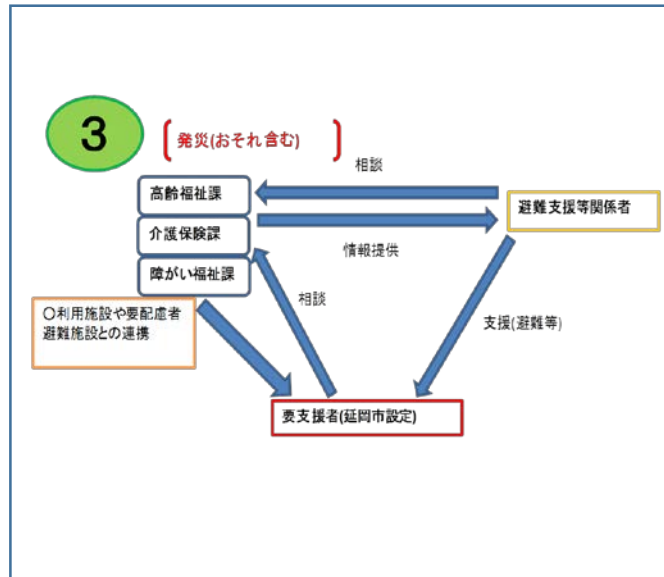 3
発災(おそれ含む)
相談
高齢福祉課
避難支援等関係者
介護保険課
情報提供
障がい福祉課
相談
〇利用施設や要配慮者
避難施設との連携
支援(避難等)
要支援者(延岡市設定)